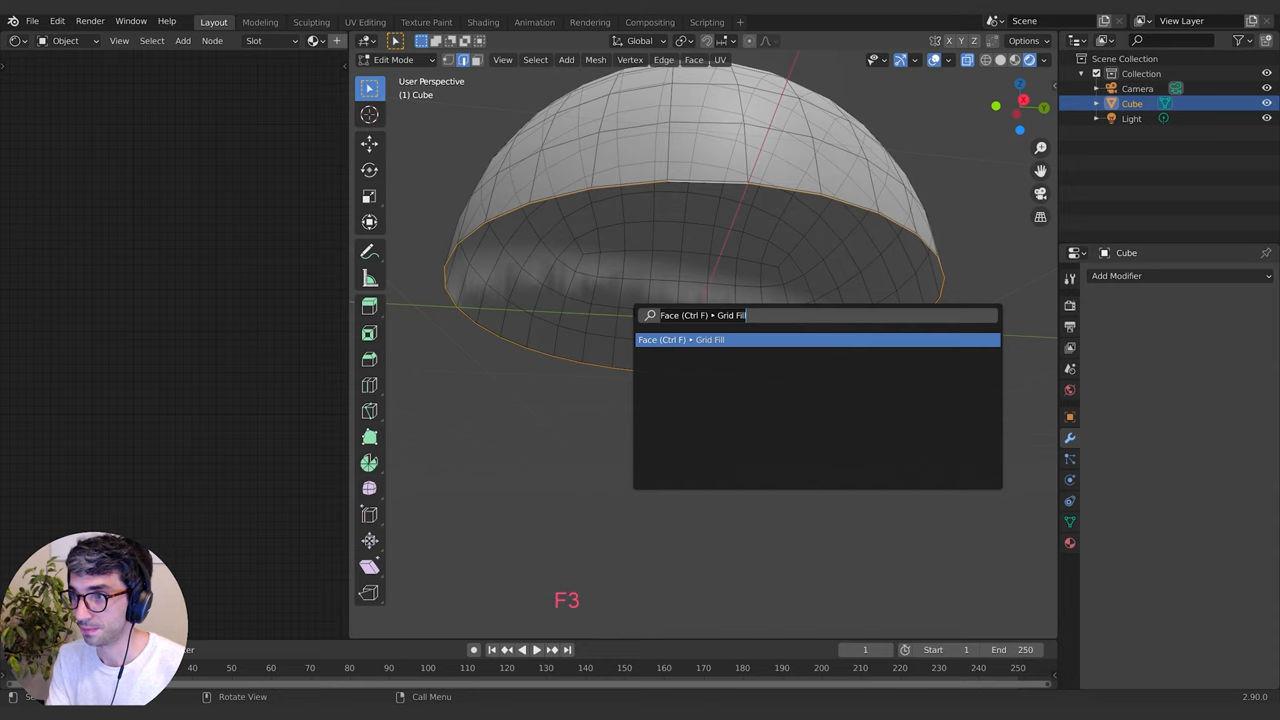 File Edit Render Window Help
Layout Modeling Sculpting UV Editing Texture Paint Shading Animation Rendering Compositing Scripting +
Scene
View Layer
Object View Select Add Node Slot
Global
X Y Z
Options
Edit Mode View Select Add Mesh Vertex Edge Face UV
User Perspective
(1) Cube
Z
X
Y
Scene Collection
Collection
Camera
Cube
Light
Cube
Add Modifier
Face (Ctrl F) ▸ Grid Fill
Face (Ctrl F) ▸ Grid Fill
F3
1
Start 1
End 250
40 50 60 70 80 90 100 110 120 130 140 150 160 170 180 190 200 210 220 230 240 250
Rotate View
Call Menu
2.90.0